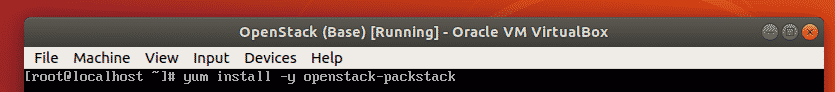 OpenStack (Base) [Running] - Oracle VM VirtualBox
File Machine View Input Devices Help
[root@localhost ~]# yum install -y openstack-packstack